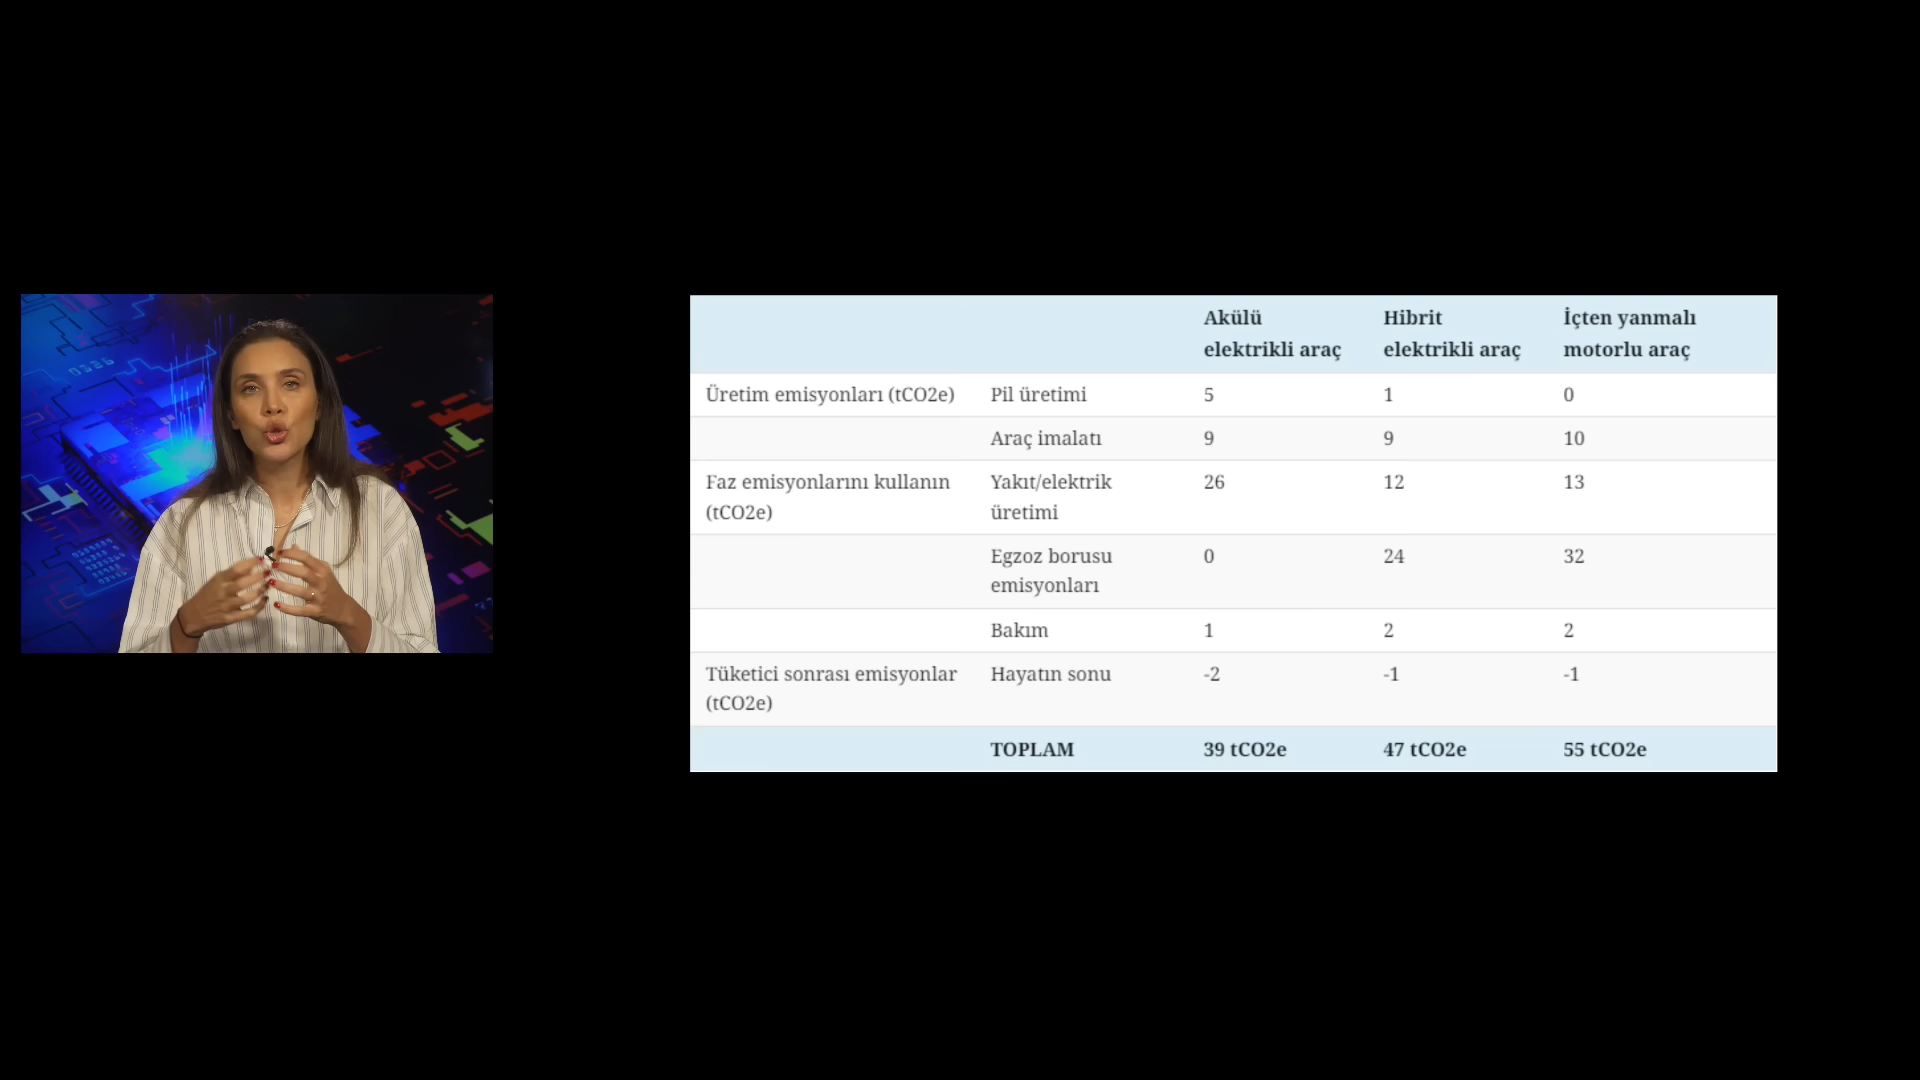 Akülü elektrikli araç
Hibrit elektrikli araç
İçten yanmalı motorlu araç
Üretim emisyonları (tCO2e) Pil üretimi 5 1 0
Araç imalatı 9 9 10
Faz emisyonlarını kullanın (tCO2e) Yakıt/elektrik üretimi 26 12 13
Egzoz borusu emisyonları 0 24 32
Bakım 1 2 2
Tüketici sonrası emisyonlar (tCO2e) Hayatın sonu -2 -1 -1
TOPLAM 39 tCO2e 47 tCO2e 55 tCO2e